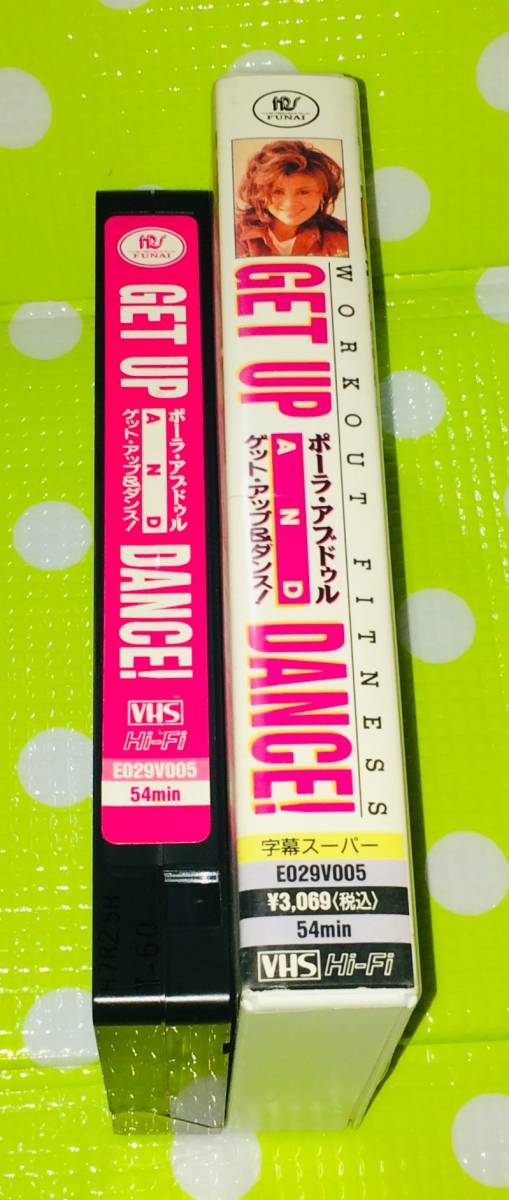 FUNAI
GET UP
ポーラ・アブドゥル
AND
ゲット・アップ&ダンス!
DANCE!
VHS
Hi-Fi
E029V005
54min
H7R23H
T-60
FUNAI
WORKOUT FITNESS
GET UP
ポーラ・アブドゥル
AND
ゲット・アップ&ダンス!
DANCE!
字幕スーパー
E029V005
¥3,069〈税込〉
54min
VHS Hi-Fi